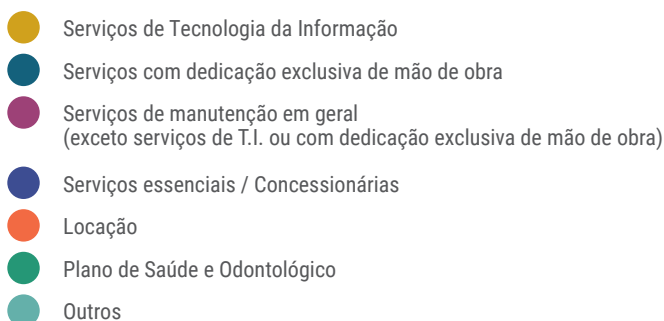 Serviços de Tecnologia da Informação
Serviços com dedicação exclusiva de mão de obra
Serviços de manutenção em geral
(exceto serviços de T.I. ou com dedicação exclusiva de mão de obra)
Serviços essenciais / Concessionárias
Locação
Plano de Saúde e Odontológico
Outros